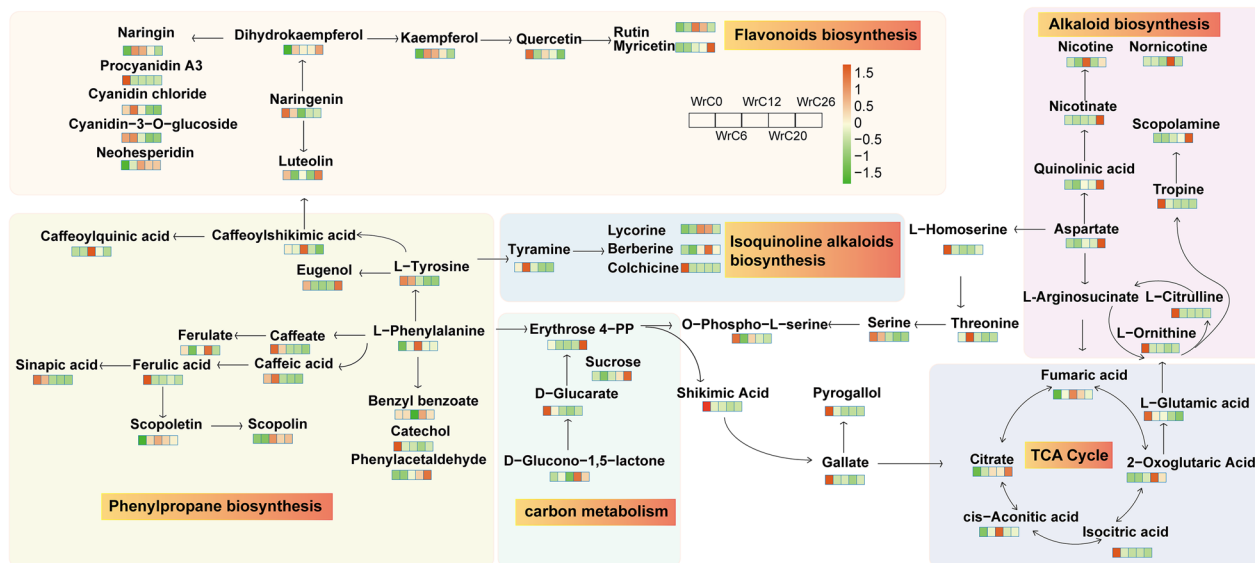 Flavonoids biosynthesis
Naringin
Dihydrokaempferol
Kaempferol
Quercetin
Rutin
Myricetin
Procyanidin A3
Cyanidin chloride
Cyanidin−3−O−glucoside
Neohesperidin
Naringenin
Luteolin
WrC0
WrC12
WrC26
WrC6
WrC20
1.5
1
0.5
0
−0.5
−1
−1.5
Alkaloid biosynthesis
Nicotine
Nornicotine
Nicotinate
Scopolamine
Quinolinic acid
Tropine
Aspartate
L−Homoserine
L-Arginosucinate
L−Citrulline
L−Ornithine
Caffeoylquinic acid
Caffeoylshikimic acid
Eugenol
L−Tyrosine
Ferulate
Caffeate
L−Phenylalanine
Sinapic acid
Ferulic acid
Caffeic acid
Scopoletin
Scopolin
Benzyl benzoate
Catechol
Phenylacetaldehyde
Phenylpropane biosynthesis
Tyramine
Lycorine
Berberine
Colchicine
Isoquinoline alkaloids
biosynthesis
Erythrose 4−PP
Sucrose
D−Glucarate
D−Glucono−1,5−lactone
carbon metabolism
O−Phospho−L−serine
Serine
Threonine
Shikimic Acid
Pyrogallol
Gallate
Fumaric acid
L−Glutamic acid
Citrate
TCA Cycle
2−Oxoglutaric Acid
cis−Aconitic acid
Isocitric acid